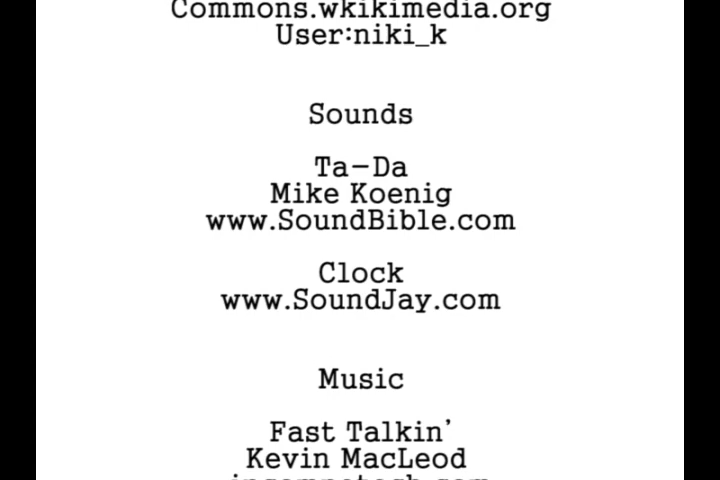 Commons.wkikimedia.org
User:niki_k
Sounds
Ta-Da
Mike Koenig
www.SoundBible.com
Clock
www.SoundJay.com
Music
Fast Talkin'
Kevin MacLeod